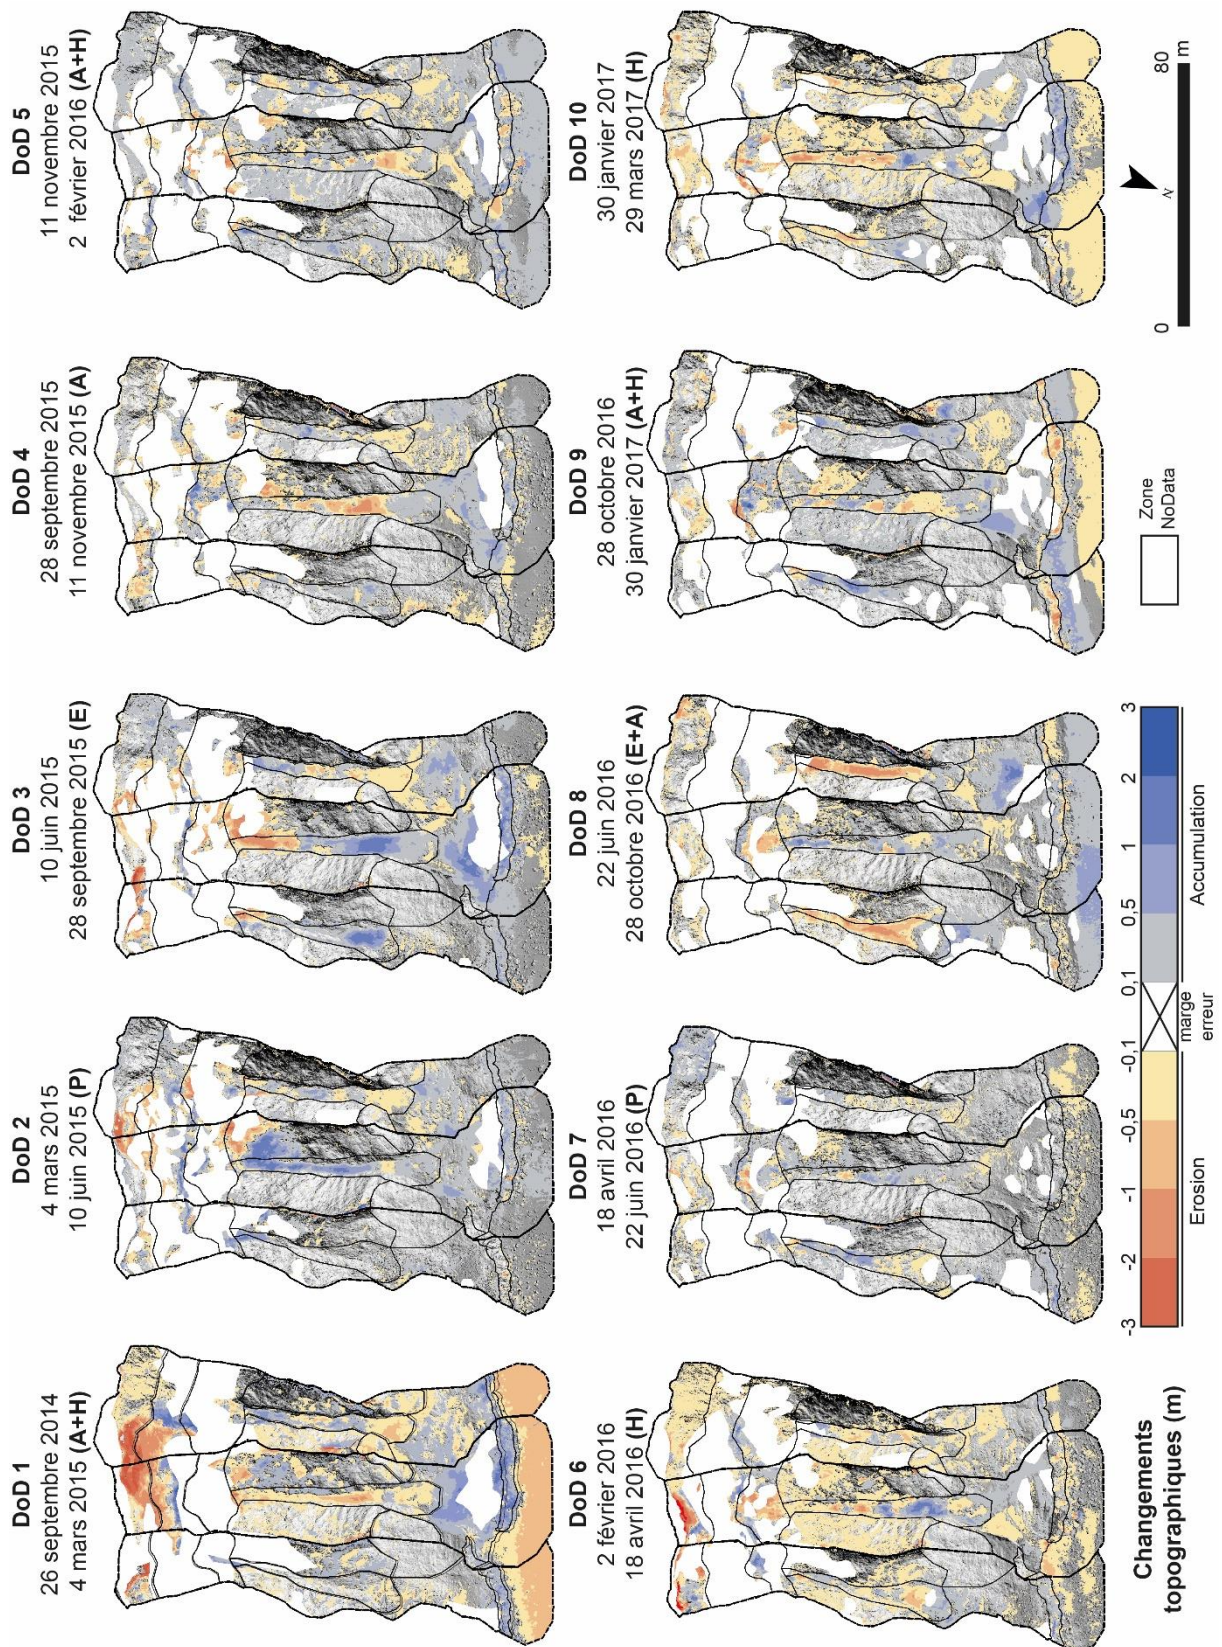 DoD 1
26 septembre 2014
4 mars 2015 (A+H)
DoD 2
4 mars 2015
10 juin 2015 (P)
DoD 3
10 juin 2015
28 septembre 2015 (E)
DoD 4
28 septembre 2015
11 novembre 2015 (A)
DoD 5
11 novembre 2015
2 février 2016 (A+H)
DoD 6
2 février 2016
18 avril 2016 (H)
DoD 7
18 avril 2016
22 juin 2016 (P)
DoD 8
22 juin 2016
28 octobre 2016 (E+A)
DoD 9
28 octobre 2016
30 janvier 2017 (A+H)
DoD 10
30 janvier 2017
29 mars 2017 (H)
Changements
topographiques (m)
-3 -2 -1 -0,5 -0,1 0,1 0,5 1 2 3
Erosion
marge
erreur
Accumulation
Zone
NoData
N
0 80
m